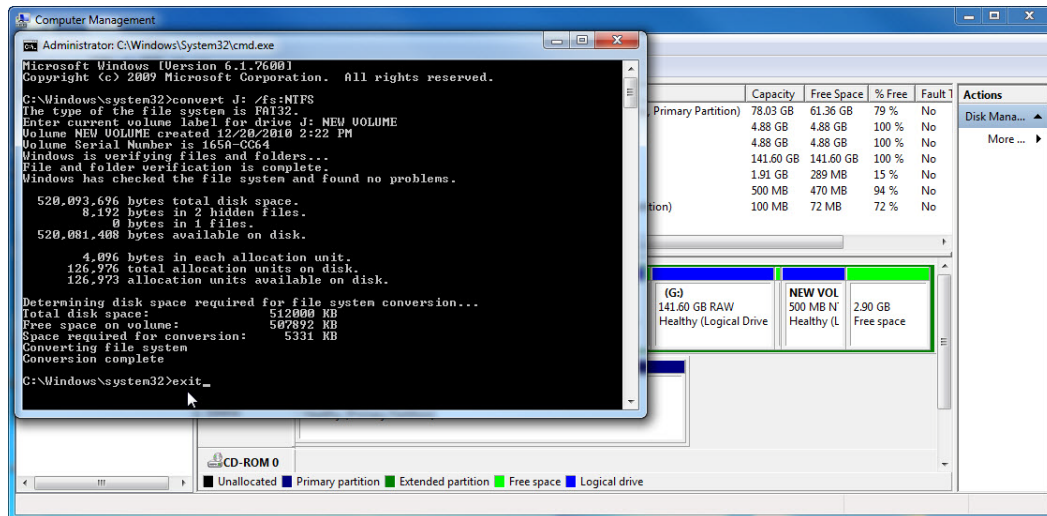 Computer Management
Administrator: C:\Windows\System32\cmd.exe
Microsoft Windows [Version 6.1.7600]
Copyright (c) 2009 Microsoft Corporation.  All rights reserved.
C:\Windows\system32>convert J: /fs:NTFS
The type of the file system is FAT32.
Enter current volume label for drive J: NEW VOLUME
Volume NEW VOLUME created 12/20/2010 2:22 PM
Volume Serial Number is 165A-CC64
Windows is verifying files and folders...
File and folder verification is complete.
Windows has checked the file system and found no problems.
520,093,696 bytes total disk space.
8,192 bytes in 2 hidden files.
0 bytes in 1 files.
520,081,408 bytes available on disk.
4,096 bytes in each allocation unit.
126,976 total allocation units on disk.
126,973 allocation units available on disk.
Determining disk space required for file system conversion...
Total disk space: 512000 KB
Free space on volume: 507892 KB
Space required for conversion: 5331 KB
Converting file system
Conversion complete
C:\Windows\system32>exit_
Capacity Free Space % Free Fault T
, Primary Partition) 78.03 GB 61.36 GB 79 % No
4.88 GB 4.88 GB 100 % No
4.88 GB 4.88 GB 100 % No
141.60 GB 141.60 GB 100 % No
1.91 GB 289 MB 15 % No
500 MB 470 MB 94 % No
tion) 100 MB 72 MB 72 % No
Actions
Disk Mana...
More ...
(G:)
141.60 GB RAW
Healthy (Logical Drive
NEW VOL
500 MB N
Healthy (L
2.90 GB
Free space
CD-ROM 0
Unallocated Primary partition Extended partition Free space Logical drive